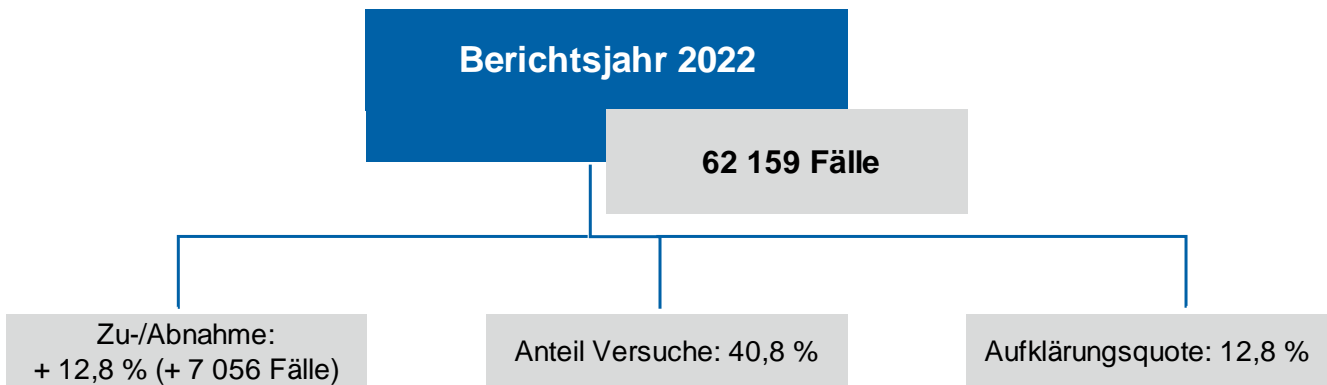 Berichtsjahr 2022
62 159 Fälle
Zu-/Abnahme:
+ 12,8 % (+ 7 056 Fälle)
Anteil Versuche: 40,8 %
Aufklärungsquote: 12,8 %